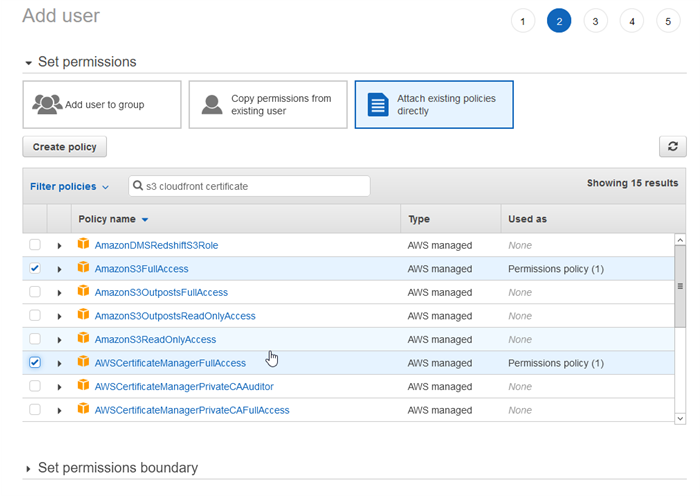 Add user
1 2 3 4 5
Set permissions
Add user to group
Copy permissions from
existing user
Attach existing policies
directly
Create policy
Filter policies
s3 cloudfront certificate
Showing 15 results
Policy name Type Used as
AmazonDMSRedshiftS3Role AWS managed None
AmazonS3FullAccess AWS managed Permissions policy (1)
AmazonS3OutpostsFullAccess AWS managed None
AmazonS3OutpostsReadOnlyAccess AWS managed None
AmazonS3ReadOnlyAccess AWS managed None
AWSCertificateManagerFullAccess AWS managed Permissions policy (1)
AWSCertificateManagerPrivateCAAuditor AWS managed None
AWSCertificateManagerPrivateCAFullAccess AWS managed None
Set permissions boundary